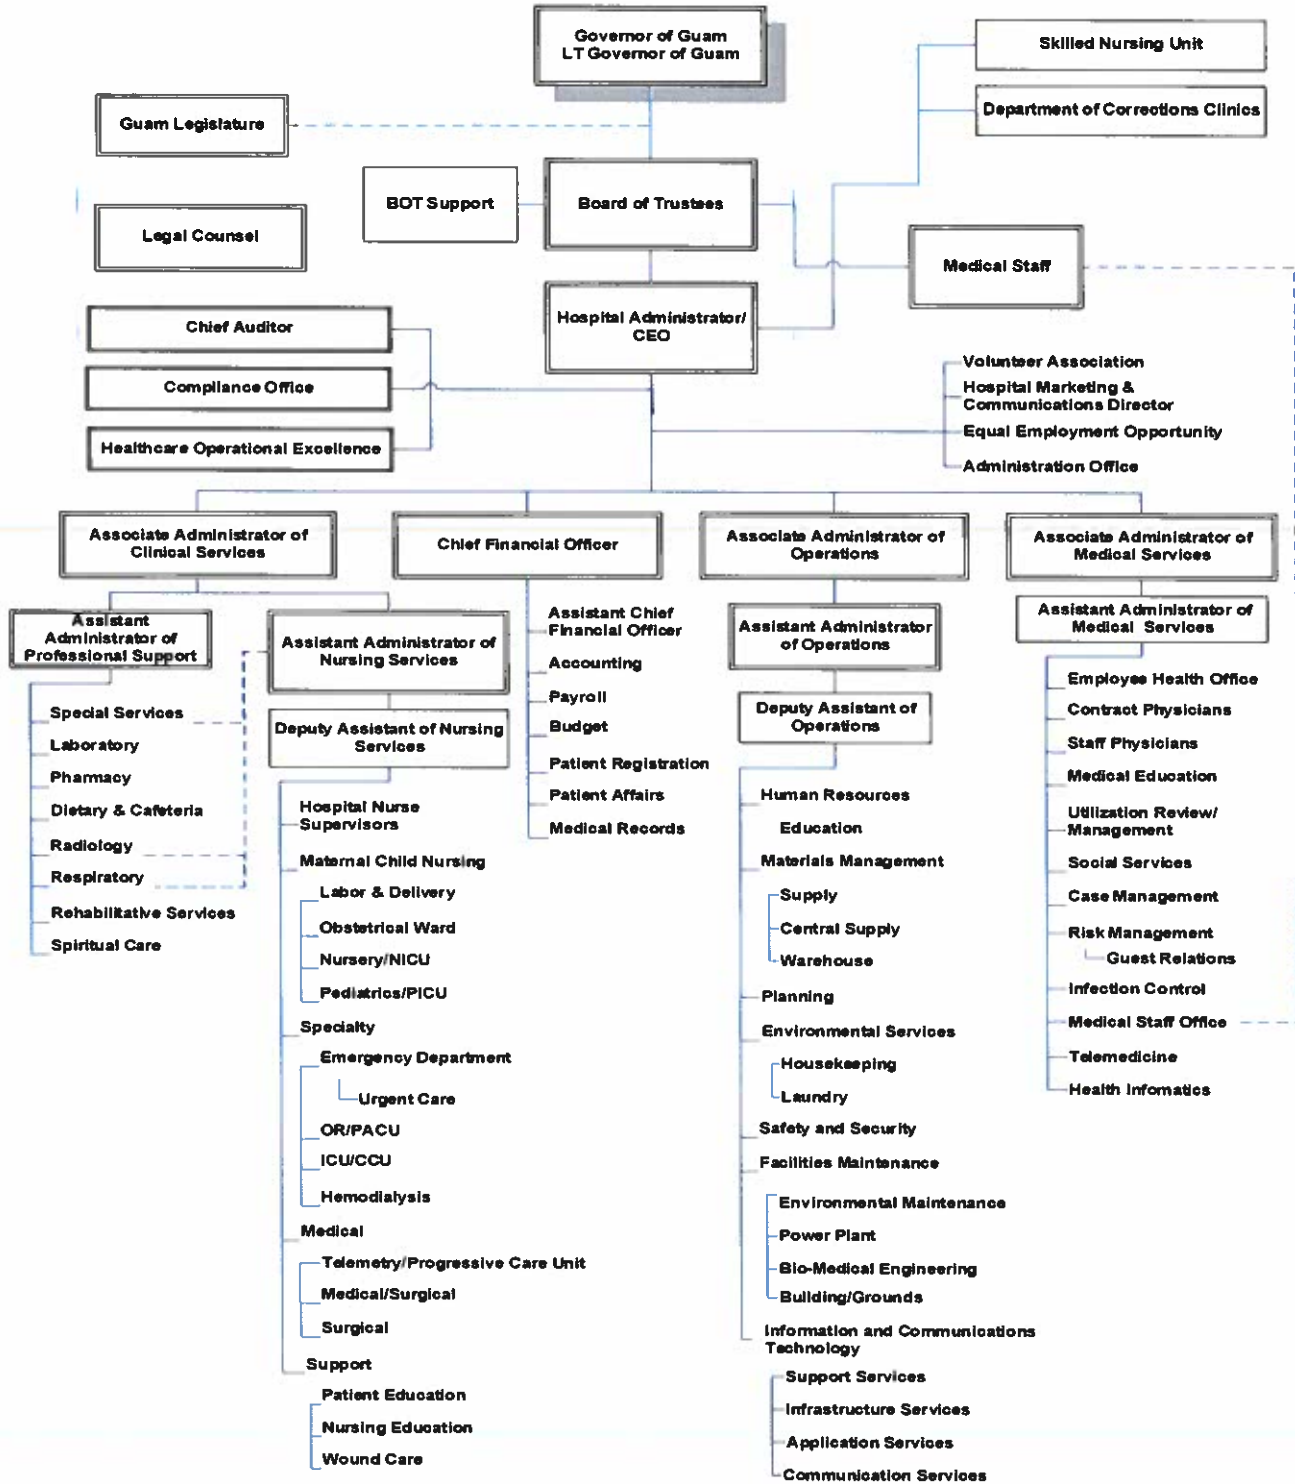 Governor of Guam
LT Governor of Guam
Skilled Nursing Unit
Guam Legislature
Department of Corrections Clinics
BOT Support
Board of Trustees
Legal Counsel
Medical Staff
Hospital Administrator/
CEO
Chief Auditor
Compliance Office
Healthcare Operational Excellence
Volunteer Association
Hospital Marketing &
Communications Director
Equal Employment Opportunity
Administration Office
Associate Administrator of
Clinical Services
Chief Financial Officer
Associate Administrator of
Operations
Associate Administrator of
Medical Services
Assistant
Administrator of
Professional Support
Special Services
Laboratory
Pharmacy
Dietary & Cafeteria
Radiology
Respiratory
Rehabilitative Services
Spiritual Care
Assistant Administrator of
Nursing Services
Deputy Assistant of Nursing
Services
Hospital Nurse
Supervisors
Maternal Child Nursing
Labor & Delivery
Obstetrical Ward
Nursery/NICU
Pediatrics/PICU
Specialty
Emergency Department
Urgent Care
OR/PACU
ICU/CCU
Hemodialysis
Medical
Telemetry/Progressive Care Unit
Medical/Surgical
Surgical
Support
Patient Education
Nursing Education
Wound Care
Assistant Chief
Financial Officer
Accounting
Payroll
Budget
Patient Registration
Patient Affairs
Medical Records
Assistant Administrator
of Operations
Deputy Assistant of
Operations
Human Resources
Education
Materials Management
Supply
Central Supply
Warehouse
Planning
Environmental Services
Housekeeping
Laundry
Safety and Security
Facilities Maintenance
Environmental Maintenance
Power Plant
Bio-Medical Engineering
Building/Grounds
Information and Communications
Technology
Support Services
Infrastructure Services
Application Services
Communication Services
Assistant Administrator of
Medical Services
Employee Health Office
Contract Physicians
Staff Physicians
Medical Education
Utilization Review/
Management
Social Services
Case Management
Risk Management
Guest Relations
Infection Control
Medical Staff Office
Telemedicine
Health Infomatics